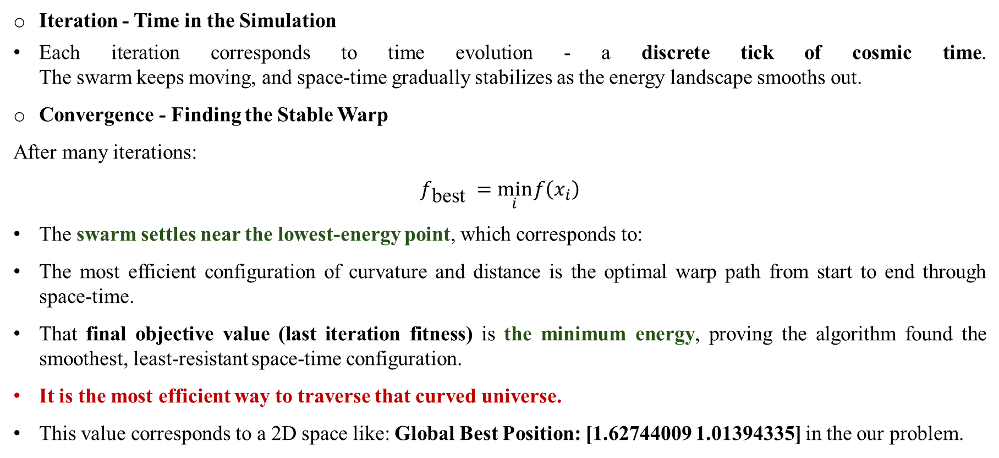 o Iteration - Time in the Simulation
• Each iteration corresponds to time evolution - a discrete tick of cosmic time.
The swarm keeps moving, and space-time gradually stabilizes as the energy landscape smooths out.
o Convergence - Finding the Stable Warp
After many iterations:
f_best = min_i f(x_i)
• The swarm settles near the lowest-energy point, which corresponds to:
• The most efficient configuration of curvature and distance is the optimal warp path from start to end through
space-time.
• That final objective value (last iteration fitness) is the minimum energy, proving the algorithm found the
smoothest, least-resistant space-time configuration.
• It is the most efficient way to traverse that curved universe.
• This value corresponds to a 2D space like: Global Best Position: [1.62744009 1.01394335] in the our problem.